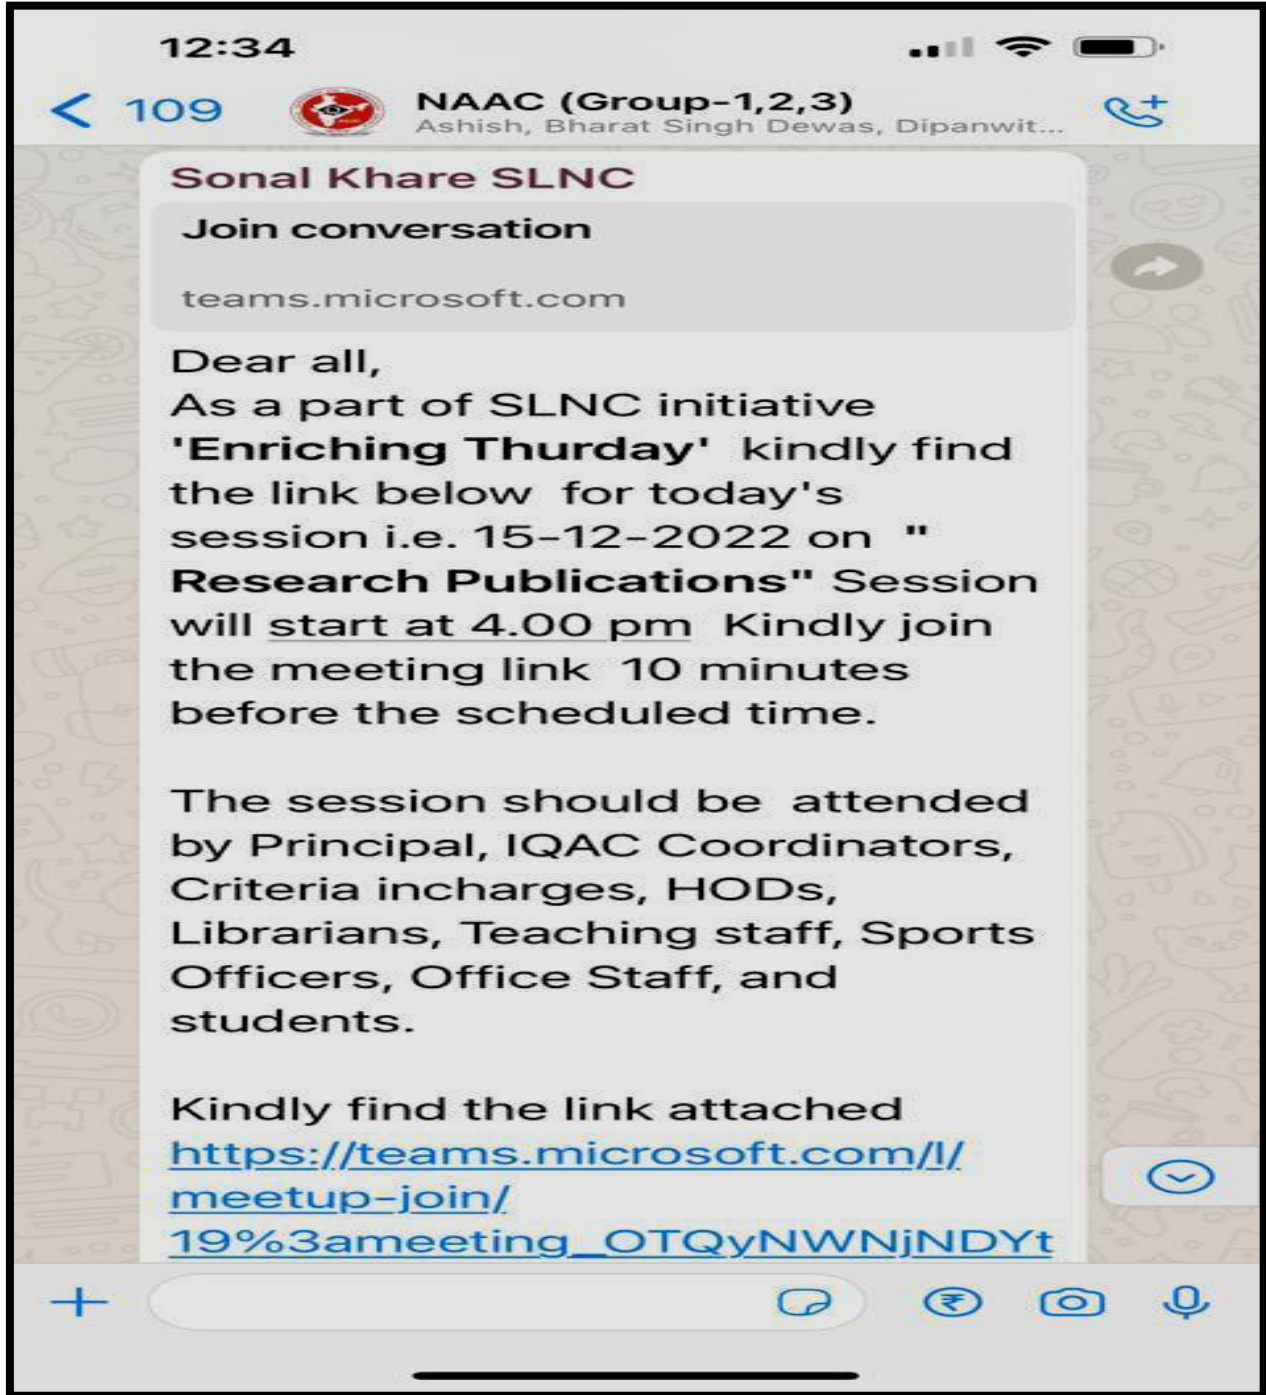 12:34
109
NAAC (Group-1,2,3)
Ashish, Bharat Singh Dewas, Dipanwit...
Sonal Khare SLNC
Join conversation
teams.microsoft.com
Dear all,
As a part of SLNC initiative
'Enriching Thurday' kindly find
the link below for today's
session i.e. 15-12-2022 on "
Research Publications" Session
will start at 4.00 pm Kindly join
the meeting link 10 minutes
before the scheduled time.
The session should be attended
by Principal, IQAC Coordinators,
Criteria incharges, HODs,
Librarians, Teaching staff, Sports
Officers, Office Staff, and
students.
Kindly find the link attached
https://teams.microsoft.com/l/
meetup-join/
19%3ameeting_OTQyNWNjNDYt